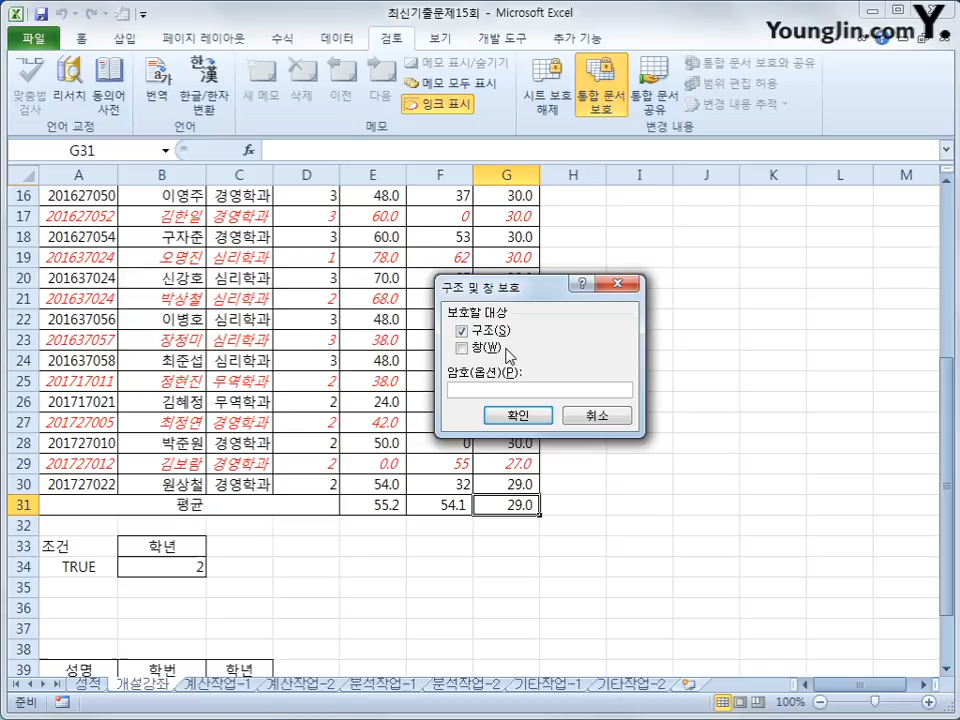 최신기출문제15회 - Microsoft Excel
Younglin.com Y.
파일 홈 삽입 페이지 레이아웃 수식 데이터 검토 보기 개발 도구 추가 기능
맞춤법 검사 리서치 동의어 사전 번역 한글/한자 변환 새 메모 삭제 이전 다음
메모 표시/숨기기
메모 모두 표시
잉크 표시
시트 보호 해제 통합 문서 보호 통합 문서 공유
통합 문서 보호와 공유
범위 편집 허용
변경 내용 추적
언어 교정 언어 메모 변경 내용
G31 fx
A B C D E F G H I J K L M
16 201627050 이영주 경영학과 3 48.0 37 30.0
17 201627052 김한일 경영학과 3 60.0 0 30.0
18 201627054 구자춘 경영학과 3 60.0 53 30.0
19 201637024 오명진 심리학과 1 78.0 62 30.0
20 201637024 신강호 심리학과 3 70.0
21 201637024 박상철 심리학과 2 68.0
22 201637056 이병호 심리학과 3 48.0
23 201637057 장정미 심리학과 3 38.0
24 201637058 최준섭 심리학과 3 48.0
25 201717011 정현진 무역학과 2 38.0
26 201717021 김혜정 무역학과 2 24.0
27 201727005 최정연 경영학과 2 42.0
28 201727010 박준원 경영학과 2 50.0 0 30.0
29 201727012 김보람 경영학과 2 0.0 55 27.0
30 201727022 원상철 경영학과 2 54.0 32 29.0
31 평균 55.2 54.1 29.0
32
33 조건 학년
34 TRUE 2
35
36
37
38
39 성명 학번 학년
구조 및 창 보호
보호할 대상
구조(S)
창(W)
암호(옵션)(P):
확인 취소
성적 개설강좌 계산작업-1 계산작업-2 분석작업-1 분석작업-2 기타작업-1 기타작업-2
준비 100%